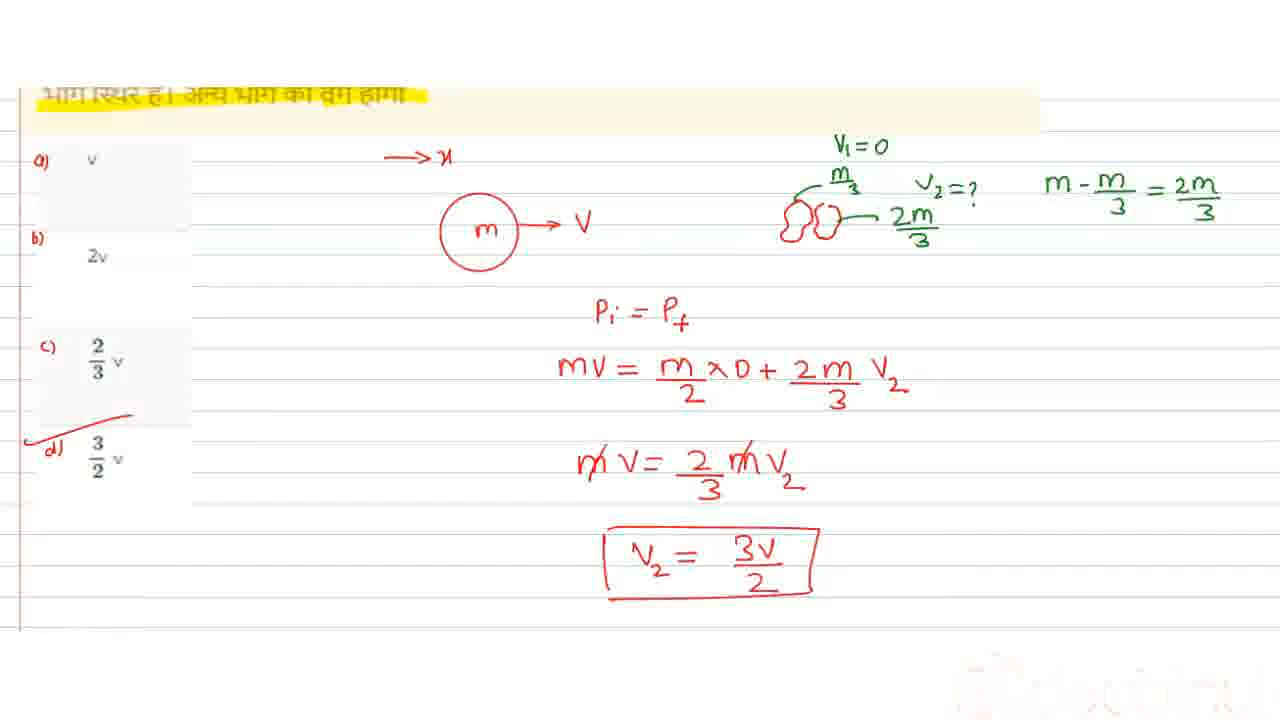 भाग स्थिर है। अन्य भाग का वेग होगा
a) v
b) 2v
c) 2/3 v
d) 3/2 v
→ x
m → V
V₁ = 0
m/3
V₂ = ?
2m/3
m - m/3 = 2m/3
Pi = Pf
mV = m/2 × 0 + 2m/3 V₂
m V = 2/3 m V₂
V₂ = 3V/2